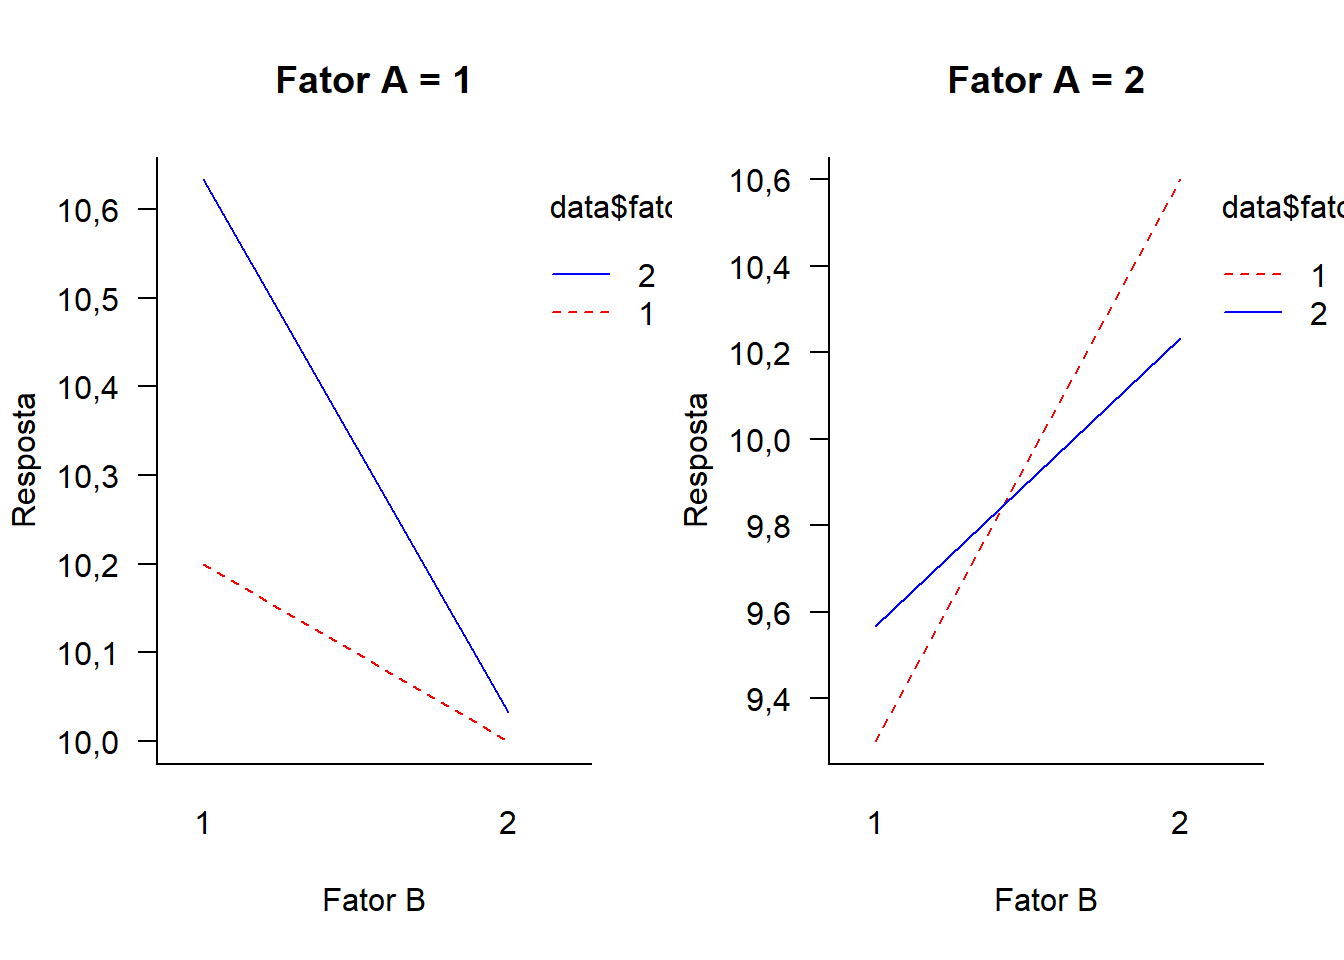 Fator A = 1
10,6
10,5
10,4
10,3
10,2
10,1
10,0
Resposta
1 2
Fator B
data$fato
2
1
Fator A = 2
10,6
10,4
10,2
10,0
9,8
9,6
9,4
Resposta
1 2
Fator B
data$fato
1
2